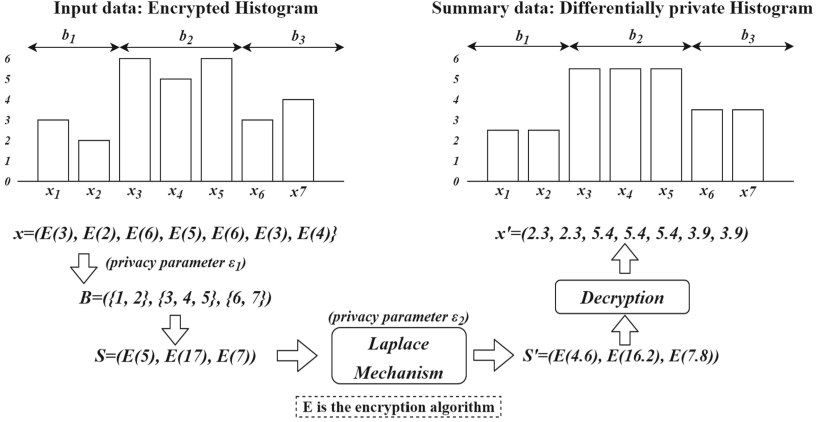 Input data: Encrypted Histogram
b1 b2 b3
6
5
4
3
2
1
0
x1 x2 x3 x4 x5 x6 x7
x=(E(3), E(2), E(6), E(5), E(6), E(3), E(4)}
(privacy parameter ε1)
B=({1, 2}, {3, 4, 5}, {6, 7})
S=(E(5), E(17), E(7))
(privacy parameter ε2)
Laplace
Mechanism
E is the encryption algorithm
Summary data: Differentially private Histogram
b1 b2 b3
6
5
4
3
2
1
0
x1 x2 x3 x4 x5 x6 x7
x'=(2.3, 2.3, 5.4, 5.4, 5.4, 3.9, 3.9)
Decryption
S'=(E(4.6), E(16.2), E(7.8))